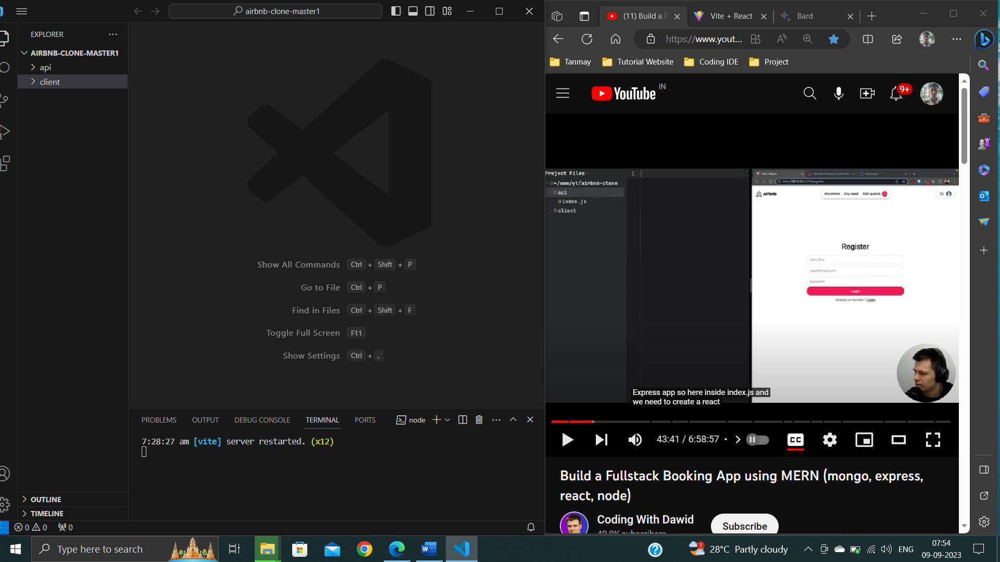 airbnb-clone-master1
EXPLORER
AIRBNB-CLONE-MASTER1
api
client
Show All Commands Ctrl + Shift + P
Go to File Ctrl + P
Find in Files Ctrl + Shift + F
Toggle Full Screen F11
Show Settings Ctrl + ,
PROBLEMS OUTPUT DEBUG CONSOLE TERMINAL PORTS node
7:28:27 am [vite] server restarted. (x12)
OUTLINE
TIMELINE
0 0 0
(11) Build a F Vite + React Bard
https://www.yout...
Tanmay Tutorial Website Coding IDE Project
YouTube IN 9+
Project Files 1
~/www/yt/airbnb-clone
api
index.js
client
Vite + React
airbnb Anywhere Any week Add guests
Register
John Doe
your@email.com
password
Login
Already a member? Login
Express app so here inside index.js and
we need to create a react
43:41 / 6:58:57 • CC
Build a Fullstack Booking App using MERN (mongo, express,
react, node)
Coding With Dawid
Subscribe
Type here to search
1 28°C Partly cloudy ENG 07:54
09-09-2023